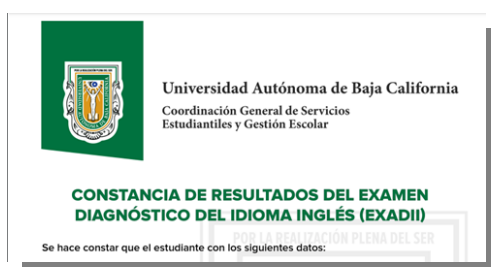 Universidad Autónoma de Baja California
Coordinación General de Servicios
Estudiantiles y Gestión Escolar
CONSTANCIA DE RESULTADOS DEL EXAMEN
DIAGNÓSTICO DEL IDIOMA INGLÉS (EXADII)
POR LA REALIZACIÓN PLENA DEL SER
Se hace constar que el estudiante con los siguientes datos: